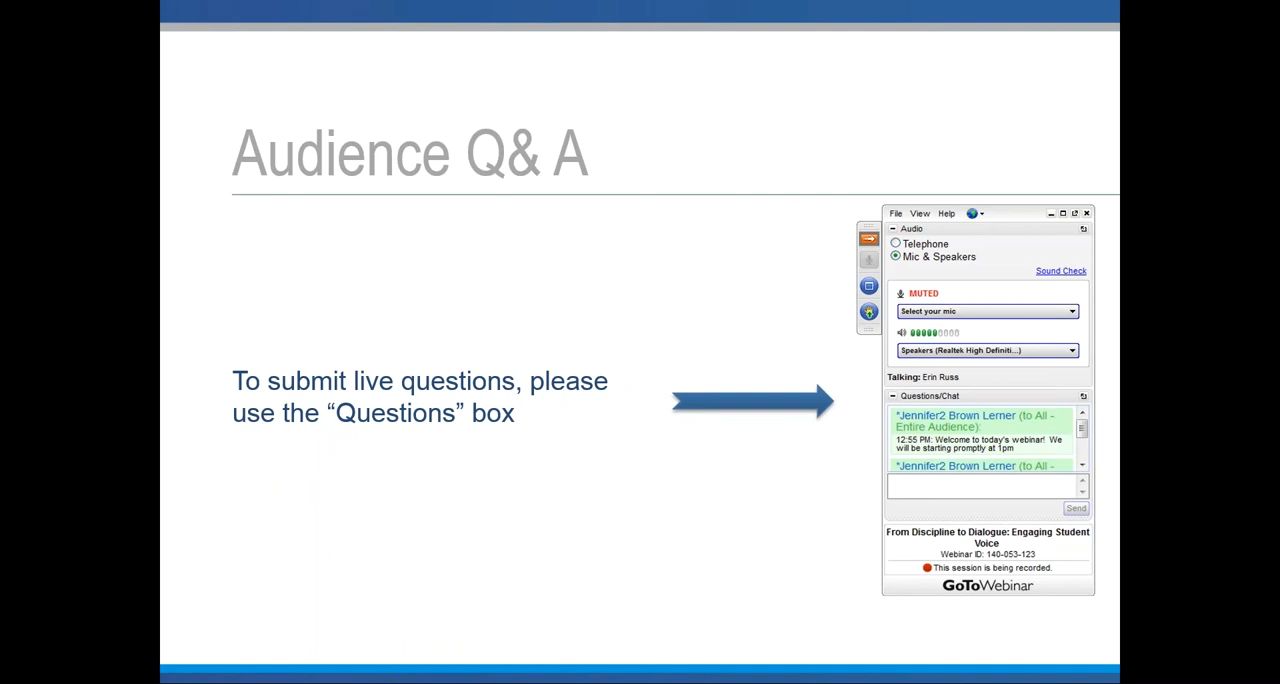 Audience Q& A
To submit live questions, please
use the “Questions” box
File View Help
Audio
Telephone
Mic & Speakers
Sound Check
MUTED
Select your mic
Speakers (Realtek High Definiti...)
Talking: Erin Russ
Questions/Chat
*Jennifer2 Brown Lerner (to All -
Entire Audience):
12:55 PM: Welcome to today's webinar! We
will be starting promptly at 1pm
*Jennifer2 Brown Lerner (to All -
Send
From Discipline to Dialogue: Engaging Student
Voice
Webinar ID: 140-053-123
This session is being recorded.
GoToWebinar